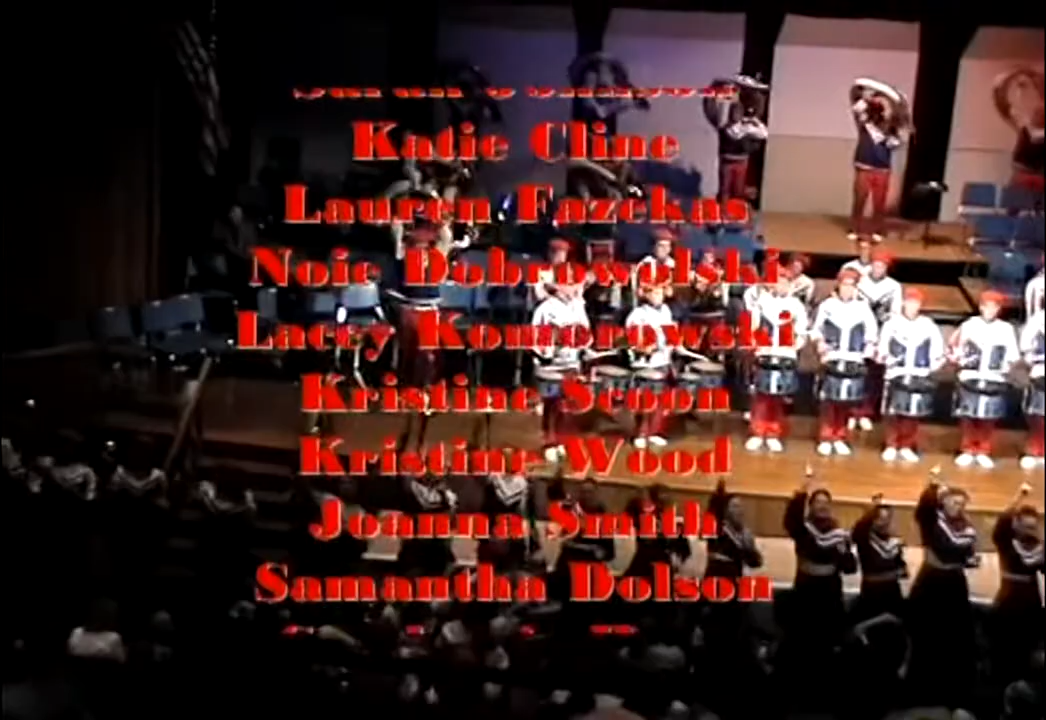 Katie Cline
Lauren Fazekas
Noie Dobrowolski
Lacey Komorowski
Kristine Scoon
Kristine Wood
Joanna Smith
Samantha Dolson